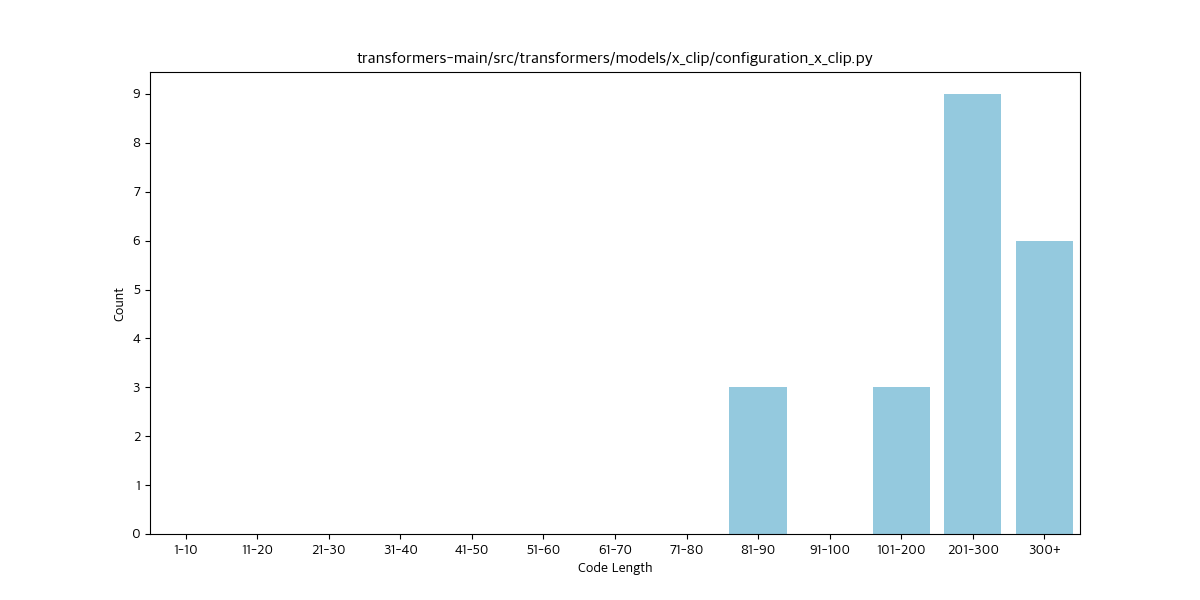 transformers-main/src/transformers/models/x_clip/configuration_x_clip.py
Count
9
8
7
6
5
4
3
2
1
0
1-10 11-20 21-30 31-40 41-50 51-60 61-70 71-80 81-90 91-100 101-200 201-300 300+
Code Length